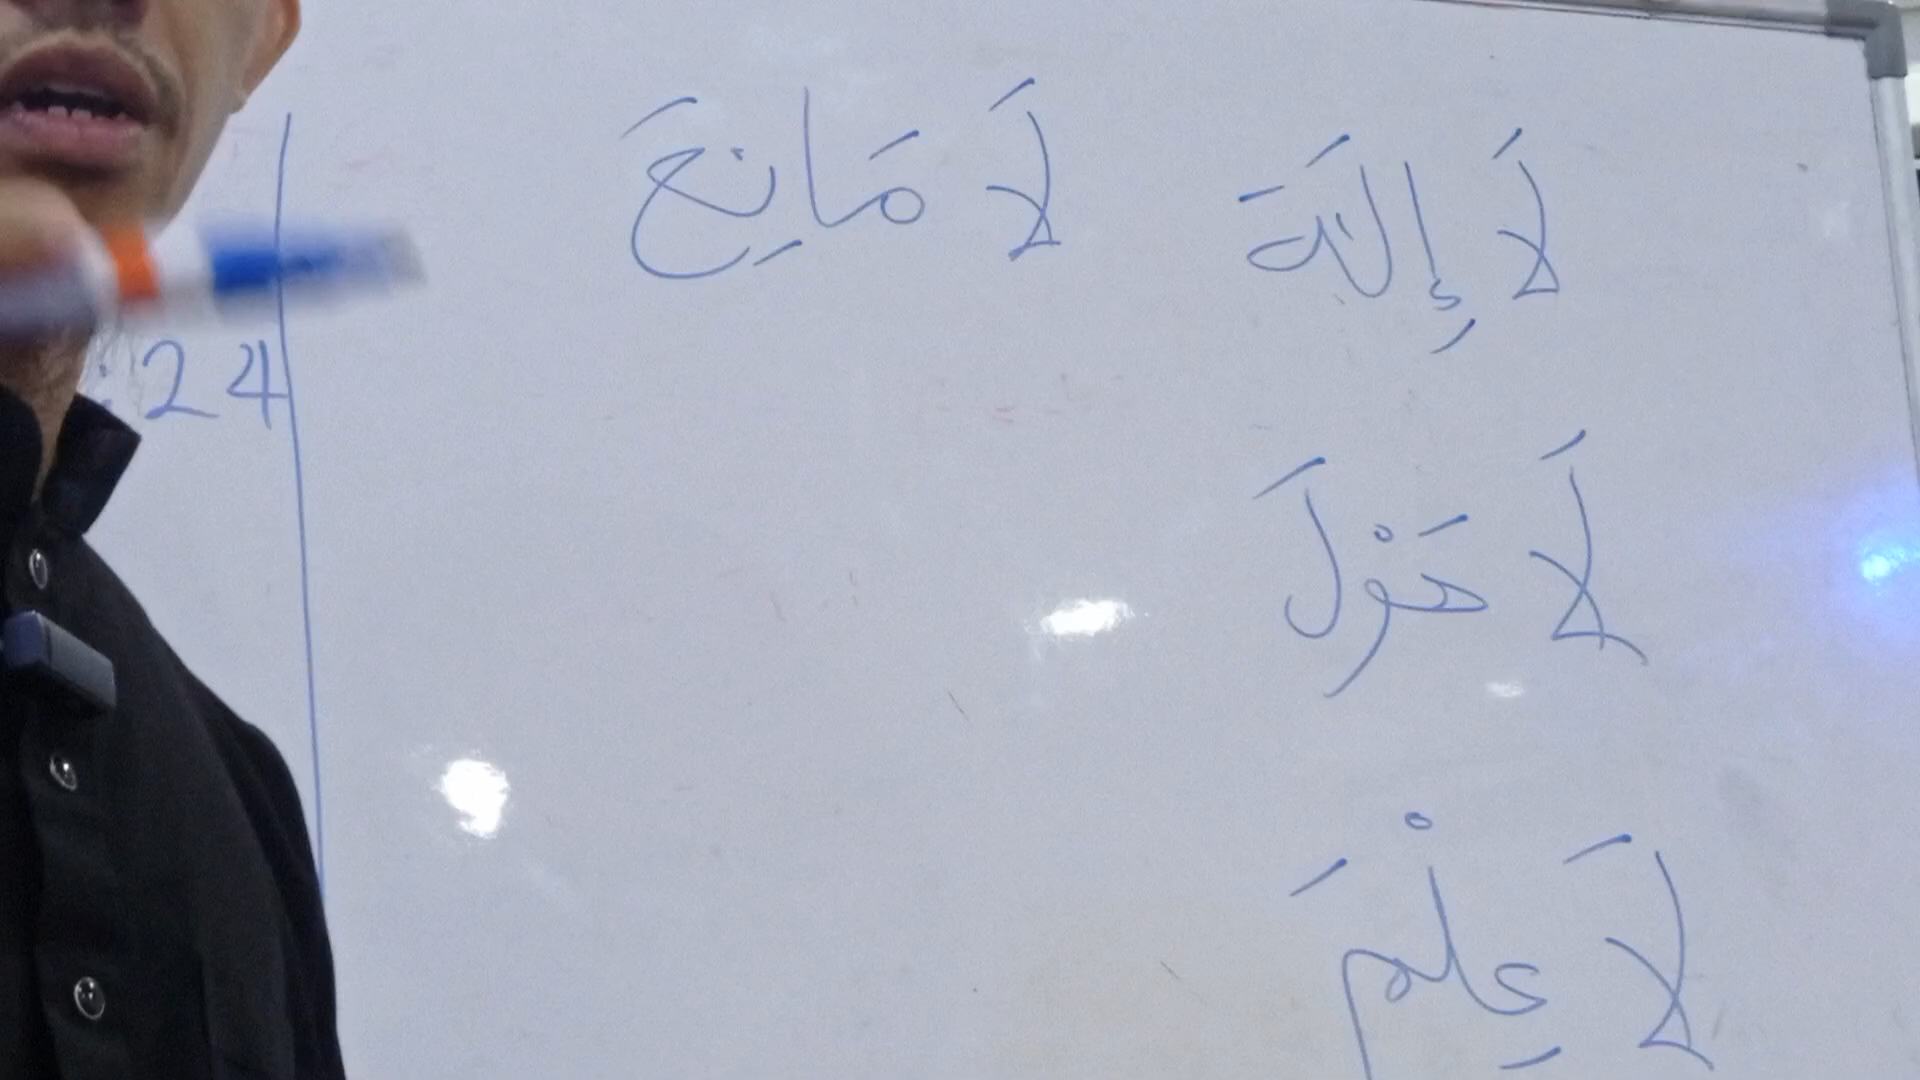 لَا إِلٰهَ لَا مَانِعَ
لَا حَوْلَ
لَا عِلْمَ
:24